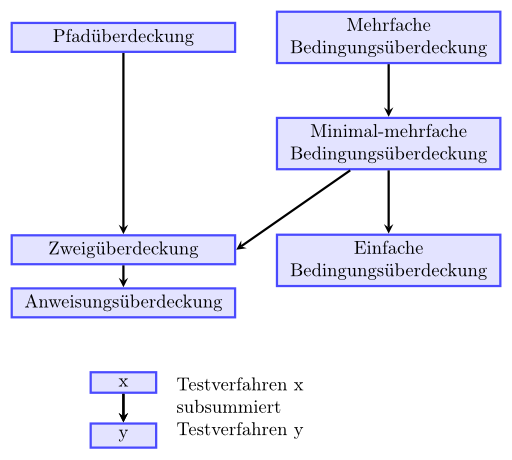 Pfadüberdeckung
Mehrfache
Bedingungsüberdeckung
Minimal-mehrfache
Bedingungsüberdeckung
Zweigüberdeckung
Einfache
Bedingungsüberdeckung
Anweisungsüberdeckung
x
y
Testverfahren x
subsummiert
Testverfahren y